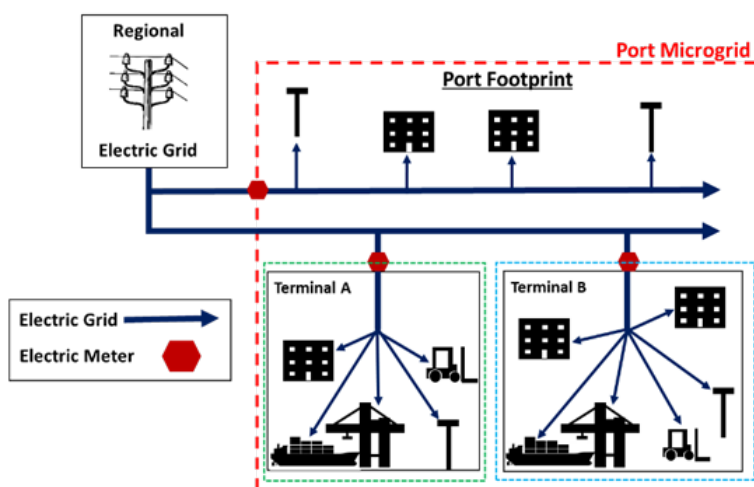 Regional
Electric Grid
Port Microgrid
Port Footprint
Terminal A
Terminal B
Electric Grid
Electric Meter